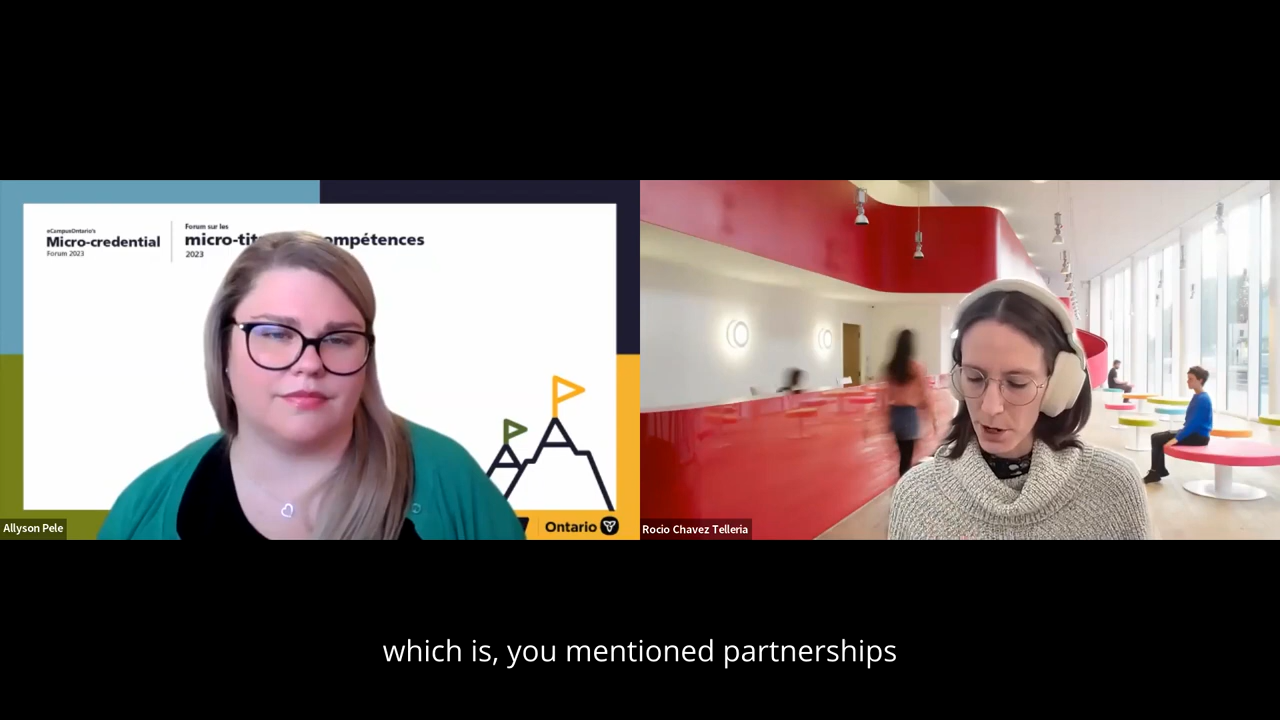 eCampusOntario's
Micro-credential
Forum 2023
Forum sur les
micro-tit ompétences
2023
Ontario
Allyson Pele
Rocio Chavez Telleria
which is, you mentioned partnerships